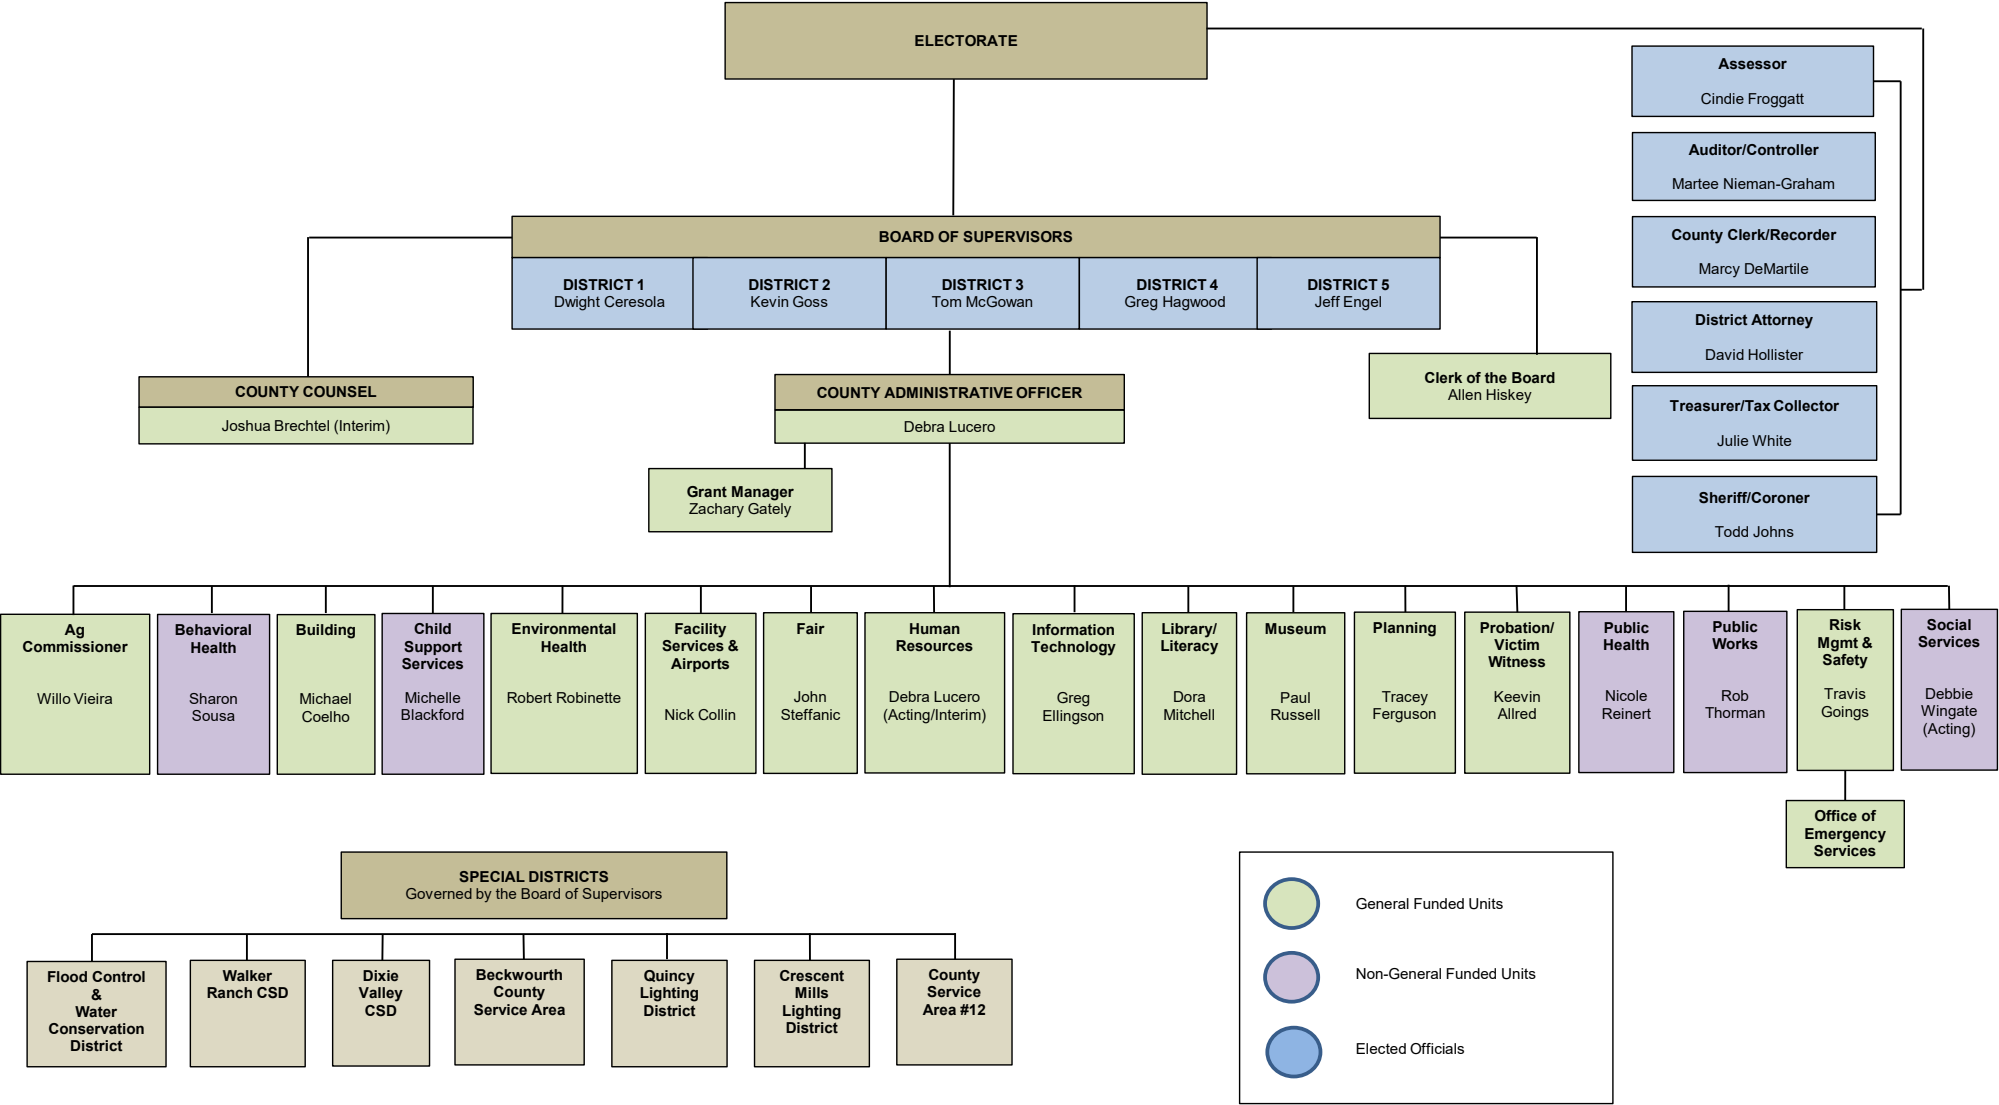 ELECTORATE
Assessor
Cindie Froggatt
Auditor/Controller
Martee Nieman-Graham
County Clerk/Recorder
Marcy DeMartile
District Attorney
David Hollister
Treasurer/Tax Collector
Julie White
Sheriff/Coroner
Todd Johns
BOARD OF SUPERVISORS
DISTRICT 1
Dwight Ceresola
DISTRICT 2
Kevin Goss
DISTRICT 3
Tom McGowan
DISTRICT 4
Greg Hagwood
DISTRICT 5
Jeff Engel
COUNTY COUNSEL
Joshua Brechtel (Interim)
COUNTY ADMINISTRATIVE OFFICER
Debra Lucero
Clerk of the Board
Allen Hiskey
Grant Manager
Zachary Gately
Ag
Commissioner
Willo Vieira
Behavioral
Health
Sharon
Sousa
Building
Michael
Coelho
Child
Support
Services
Michelle
Blackford
Environmental
Health
Robert Robinette
Facility
Services &
Airports
Nick Collin
Fair
John
Steffanic
Human
Resources
Debra Lucero
(Acting/Interim)
Information
Technology
Greg
Ellingson
Library/
Literacy
Dora
Mitchell
Museum
Paul
Russell
Planning
Tracey
Ferguson
Probation/
Victim
Witness
Keevin
Allred
Public
Health
Nicole
Reinert
Public
Works
Rob
Thorman
Risk
Mgmt &
Safety
Travis
Goings
Social
Services
Debbie
Wingate
(Acting)
Office of
Emergency
Services
SPECIAL DISTRICTS
Governed by the Board of Supervisors
Flood Control
&
Water
Conservation
District
Walker
Ranch CSD
Dixie
Valley
CSD
Beckwourth
County
Service Area
Quincy
Lighting
District
Crescent
Mills
Lighting
District
County
Service
Area #12
General Funded Units
Non-General Funded Units
Elected Officials